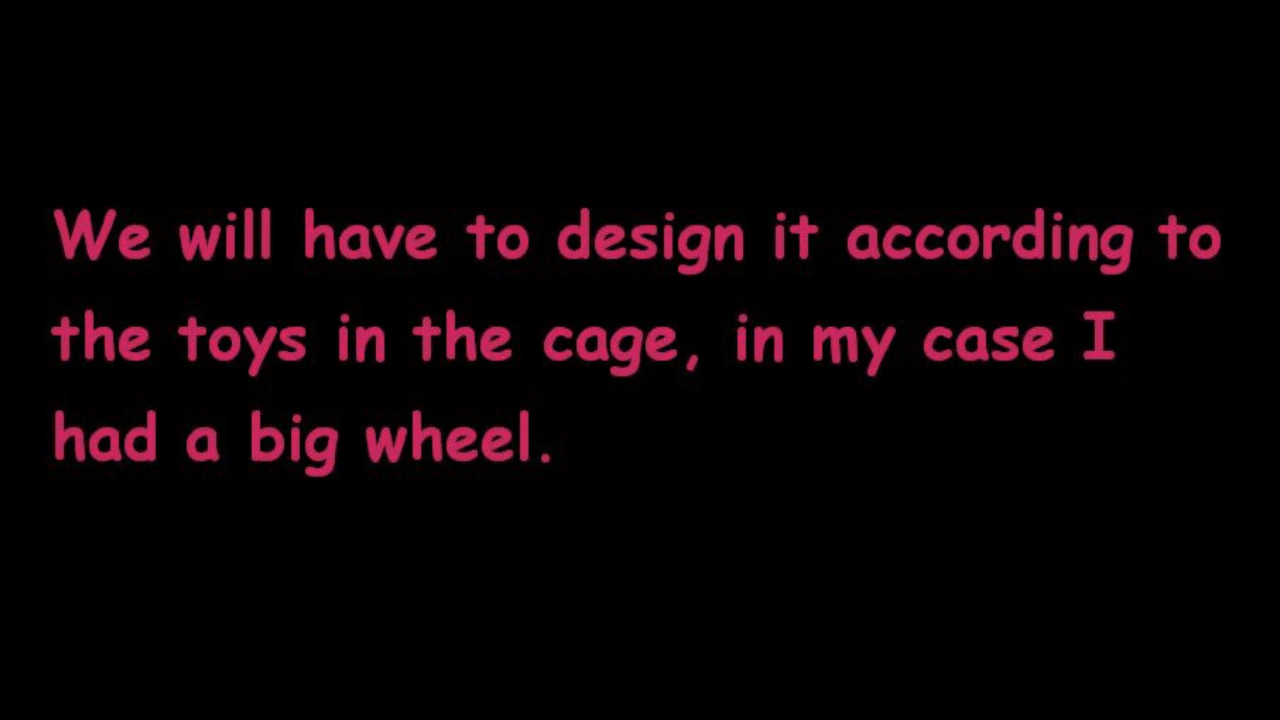 We will have to design it according to
the toys in the cage, in my case I
had a big wheel.